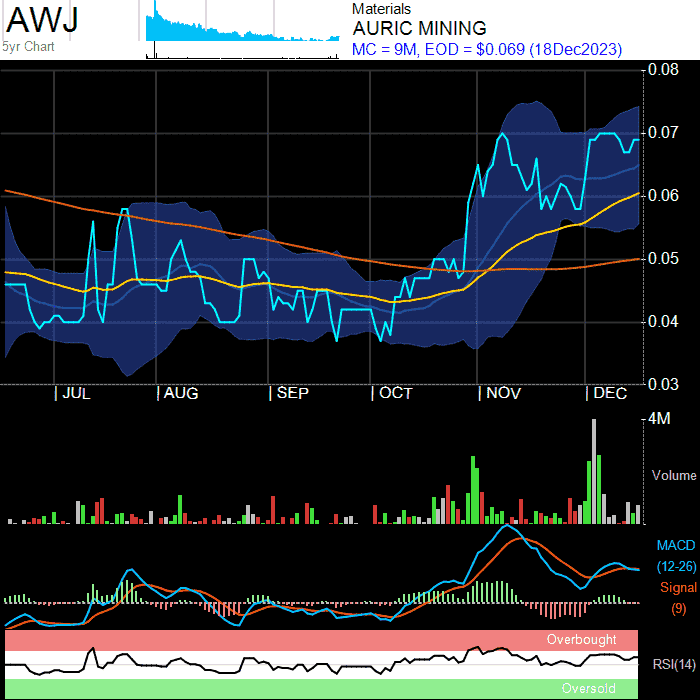 AWJ
5yr Chart
Materials
AURIC MINING
MC = 9M, EOD = $0.069 (18Dec2023)
0.08
0.07
0.06
0.05
0.04
0.03
JUL AUG SEP OCT NOV DEC
4M
Volume
MACD
(12-26)
Signal
(9)
Overbought
RSI(14)
Oversold